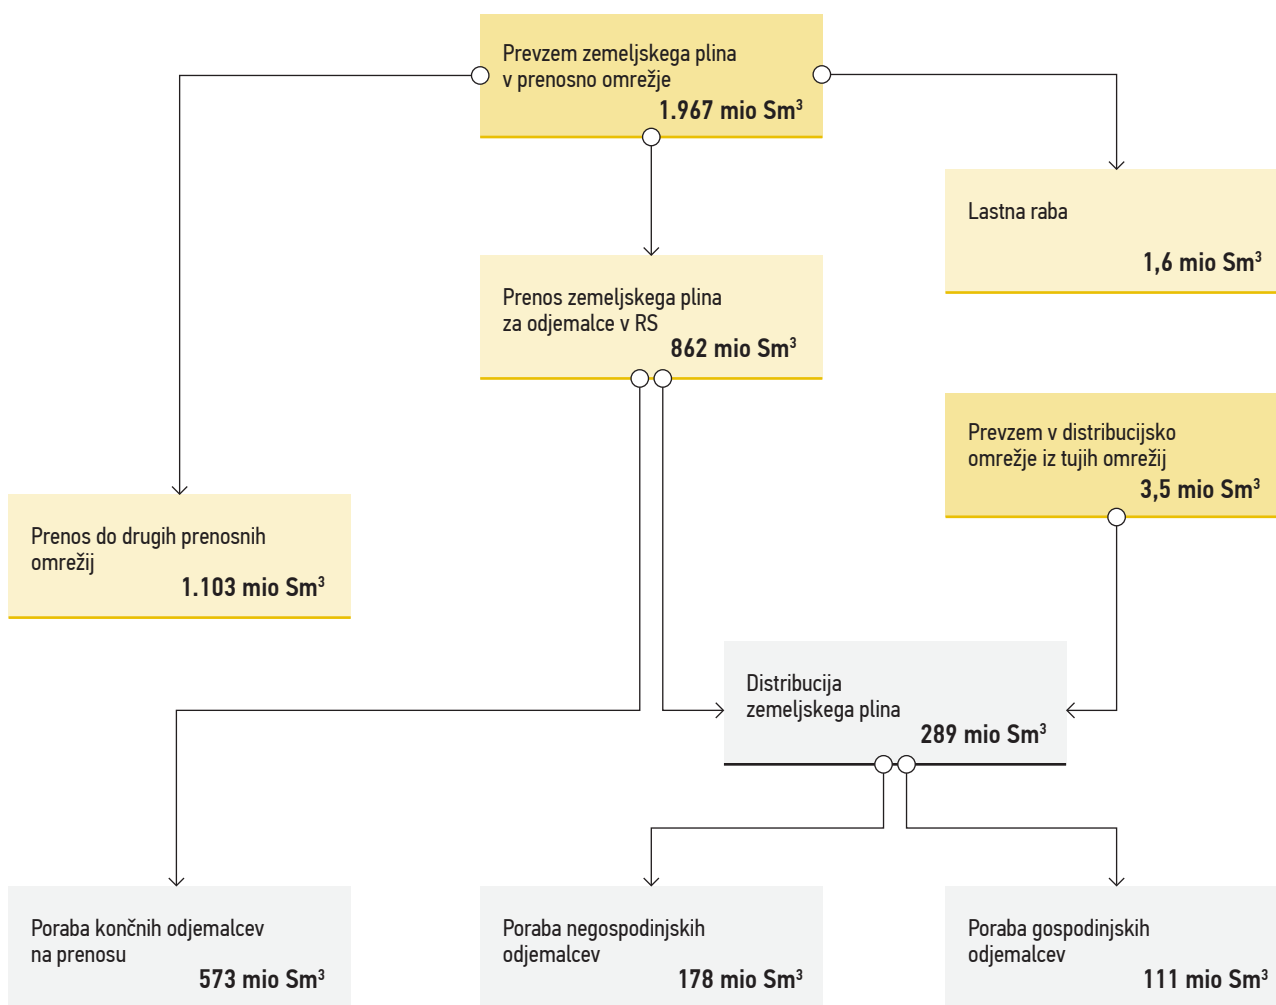 Prevzem zemeljskega plina
v prenosno omrežje
1.967 mio Sm³
Lastna raba
1,6 mio Sm³
Prenos zemeljskega plina
za odjemalce v RS
862 mio Sm³
Prevzem v distribucijsko
omrežje iz tujih omrežij
3,5 mio Sm³
Prenos do drugih prenosnih
omrežij
1.103 mio Sm³
Distribucija
zemeljskega plina
289 mio Sm³
Poraba končnih odjemalcev
na prenosu
573 mio Sm³
Poraba negospodinjskih
odjemalcev
178 mio Sm³
Poraba gospodinjskih
odjemalcev
111 mio Sm³